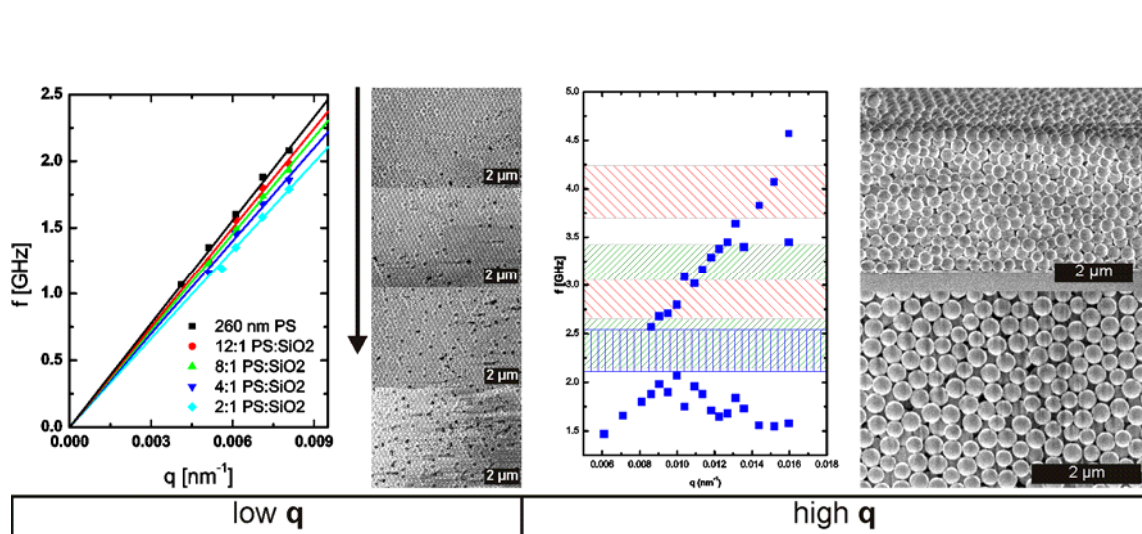 2.5
2.0
1.5
1.0
0.5
0.0
f [GHz]
260 nm PS
12:1 PS:SiO2
8:1 PS:SiO2
4:1 PS:SiO2
2:1 PS:SiO2
0.000 0.003 0.006 0.009
q [nm⁻¹]
2 µm
2 µm
2 µm
2 µm
5.0
4.5
4.0
3.5
3.0
2.5
2.0
1.5
f [GHz]
0.006 0.008 0.010 0.012 0.014 0.016 0.018
q (nm⁻¹)
2 µm
2 µm
low q
high q